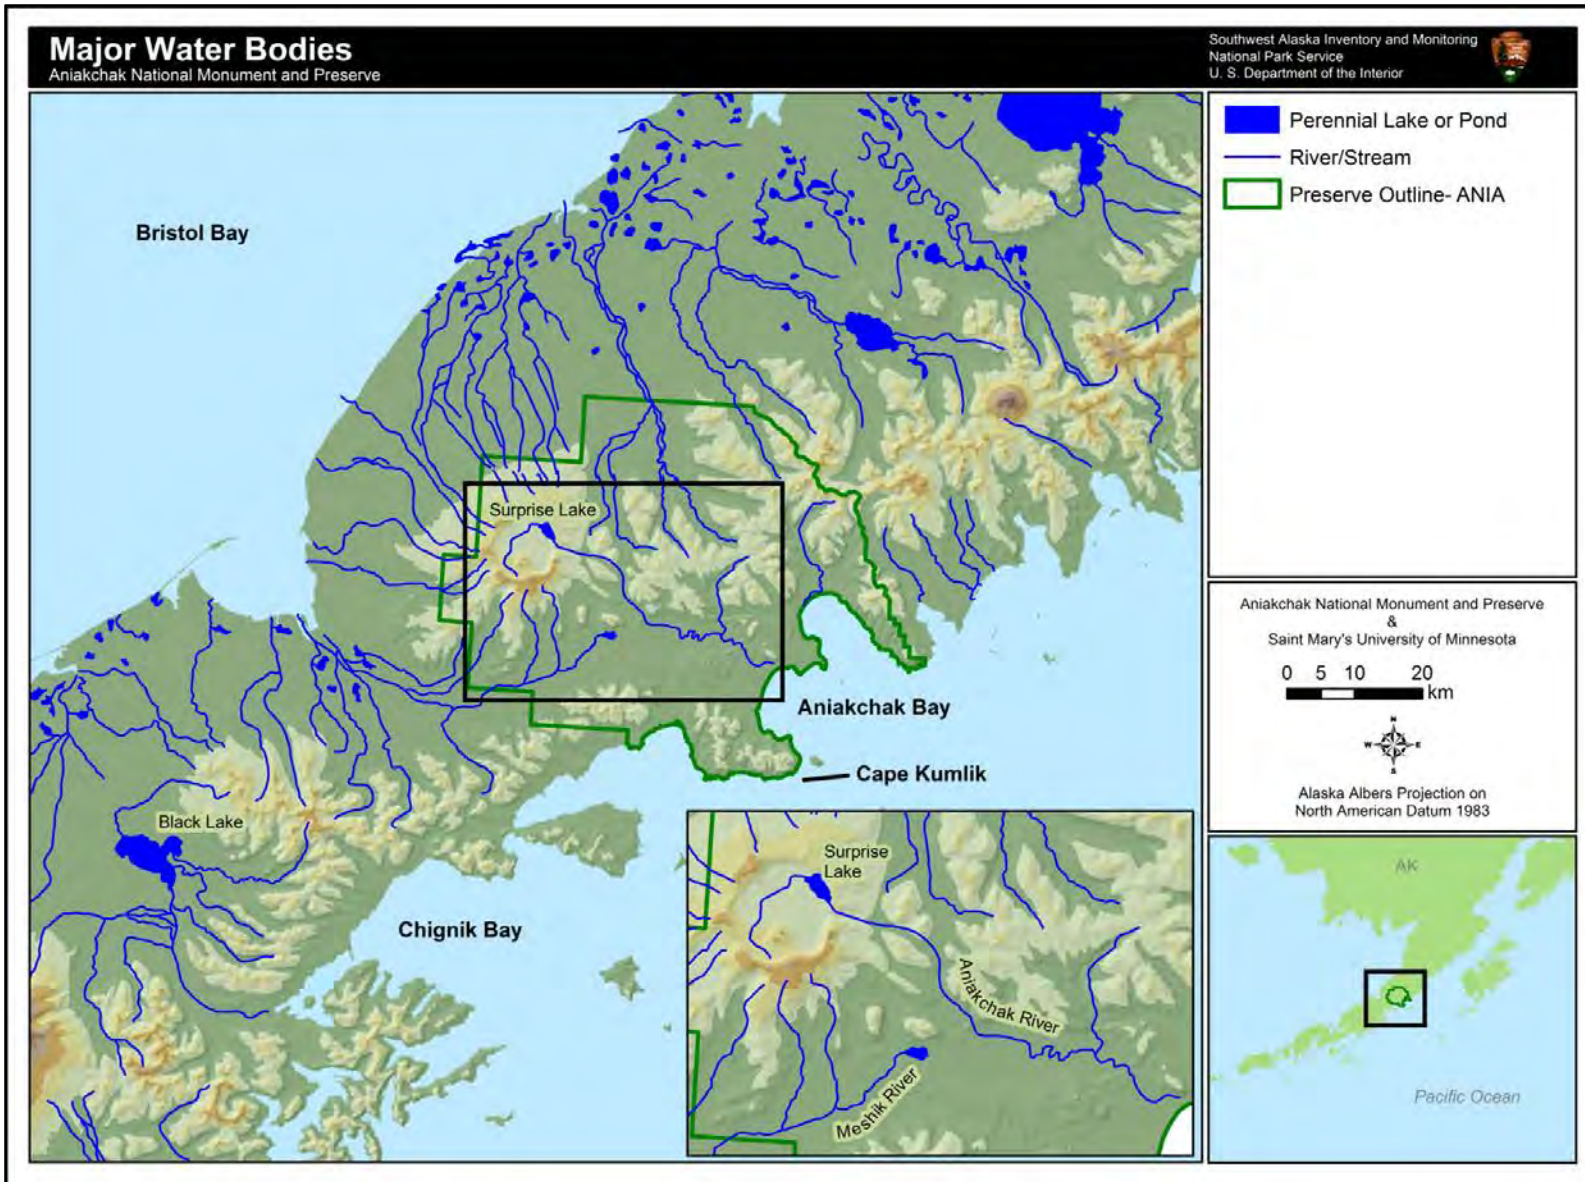 Major Water Bodies
Aniakchak National Monument and Preserve
Southwest Alaska Inventory and Monitoring
National Park Service
U. S. Department of the Interior
Perennial Lake or Pond
River/Stream
Preserve Outline- ANIA
Bristol Bay
Surprise Lake
Aniakchak Bay
Cape Kumlik
Black Lake
Chignik Bay
Surprise
Lake
Aniakchak River
Meshik River
Aniakchak National Monument and Preserve
&
Saint Mary's University of Minnesota
0 5 10 20
km
N
W E
S
Alaska Albers Projection on
North American Datum 1983
AK
Pacific Ocean